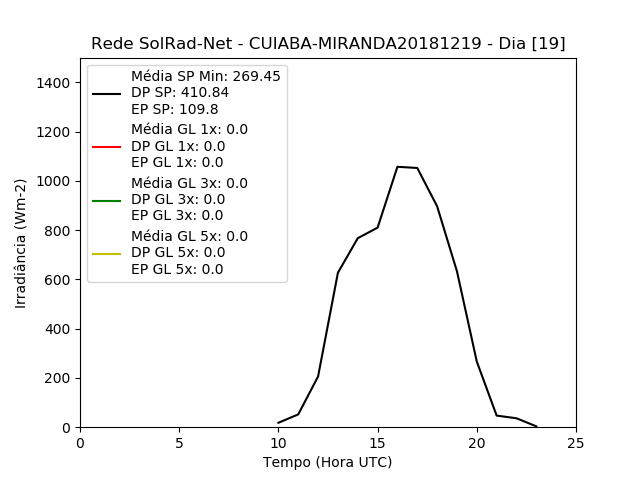 Rede SolRad-Net - CUIABA-MIRANDA20181219 - Dia [19]
Média SP Min: 269.45
DP SP: 410.84
EP SP: 109.8
Média GL 1x: 0.0
DP GL 1x: 0.0
EP GL 1x: 0.0
Média GL 3x: 0.0
DP GL 3x: 0.0
EP GL 3x: 0.0
Média GL 5x: 0.0
DP GL 5x: 0.0
EP GL 5x: 0.0
Irradiância (Wm-2)
1400
1200
1000
800
600
400
200
0
0 5 10 15 20 25
Tempo (Hora UTC)